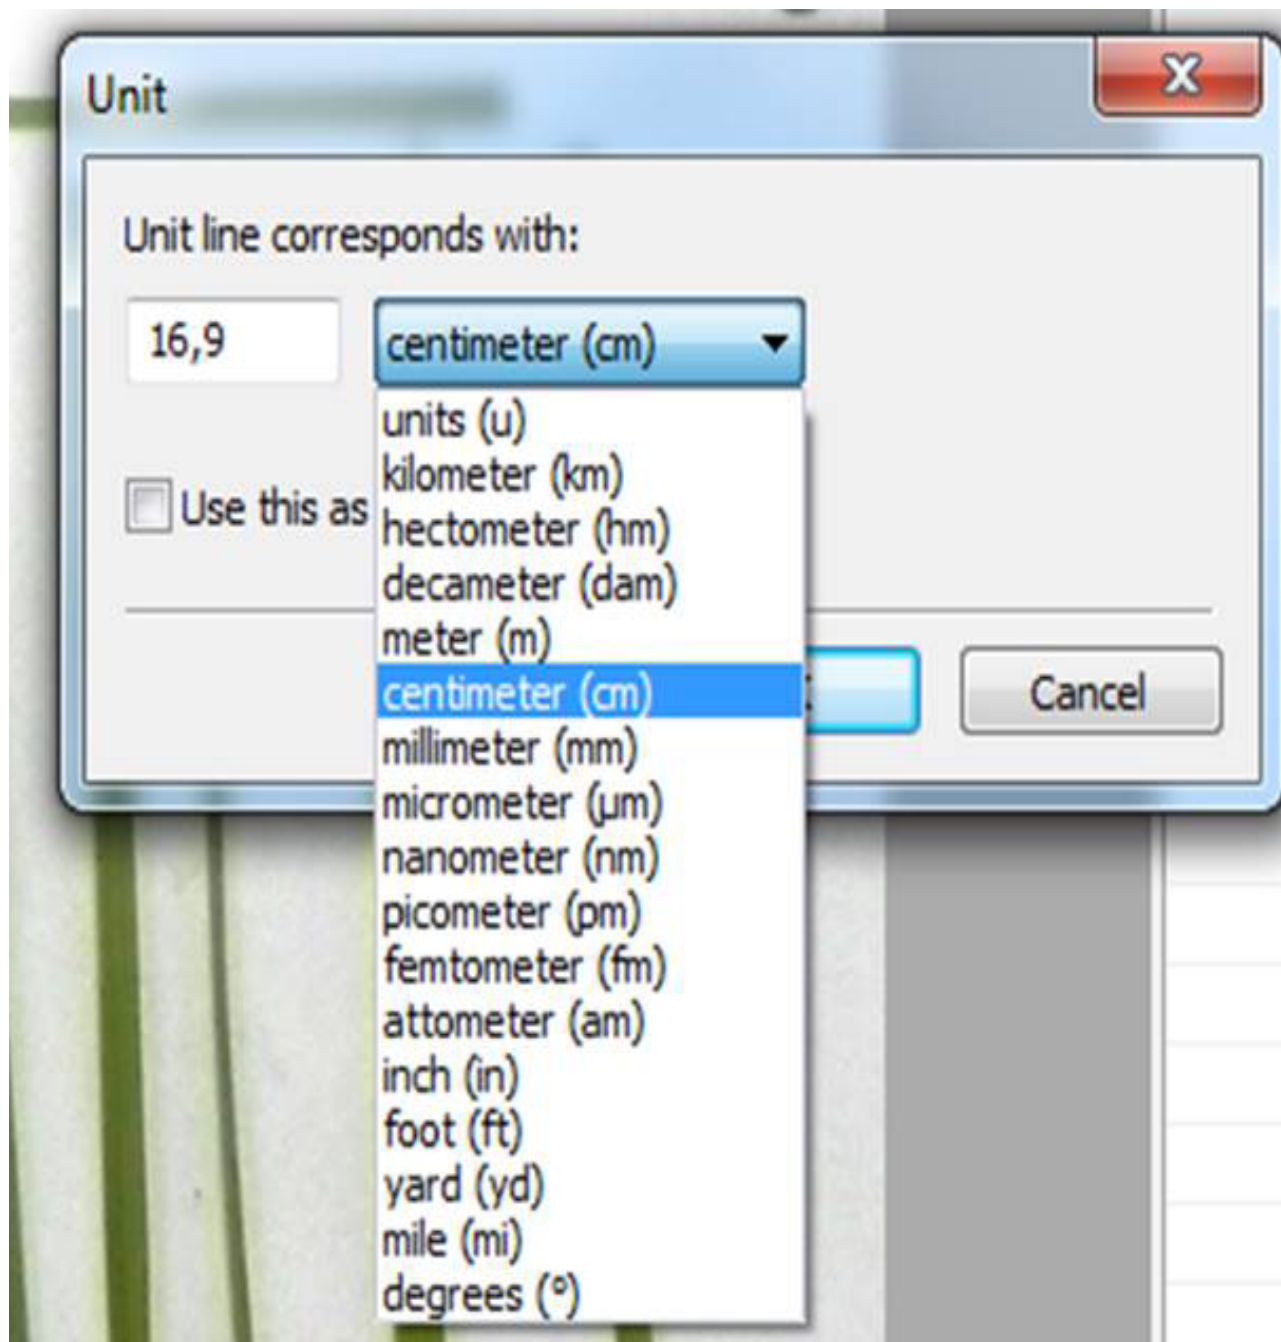 Unit
Unit line corresponds with:
16,9
centimeter (cm)
units (u)
kilometer (km)
Use this as
hectometer (hm)
decameter (dam)
meter (m)
centimeter (cm)
Cancel
millimeter (mm)
micrometer (µm)
nanometer (nm)
picometer (pm)
femtometer (fm)
attometer (am)
inch (in)
foot (ft)
yard (yd)
mile (mi)
degrees (°)